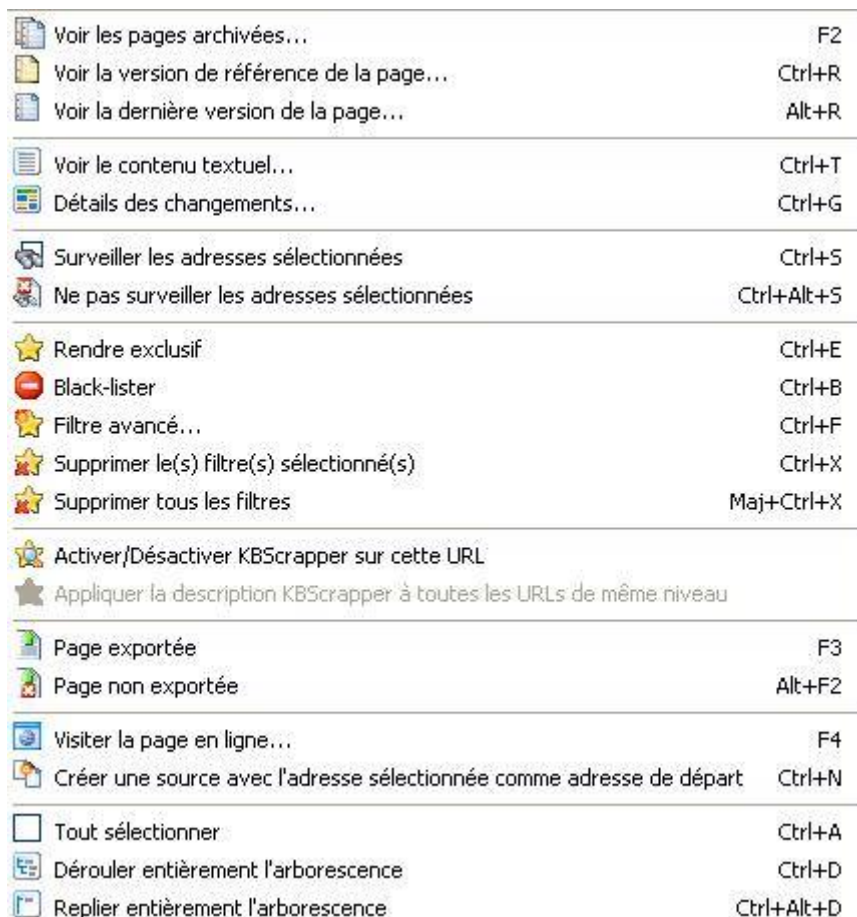 Voir les pages archivées... F2
Voir la version de référence de la page... Ctrl+R
Voir la dernière version de la page... Alt+R
Voir le contenu textuel... Ctrl+T
Détails des changements... Ctrl+G
Surveiller les adresses sélectionnées Ctrl+S
Ne pas surveiller les adresses sélectionnées Ctrl+Alt+S
Rendre exclusif Ctrl+E
Black-lister Ctrl+B
Filtre avancé... Ctrl+F
Supprimer le(s) filtre(s) sélectionné(s) Ctrl+X
Supprimer tous les filtres Maj+Ctrl+X
Activer/Désactiver KBScrapper sur cette URL
Appliquer la description KBScrapper à toutes les URLs de même niveau
Page exportée F3
Page non exportée Alt+F2
Visiter la page en ligne... F4
Créer une source avec l'adresse sélectionnée comme adresse de départ Ctrl+N
Tout sélectionner Ctrl+A
Dérouler entièrement l'arborescence Ctrl+D
Replier entièrement l'arborescence Ctrl+Alt+D